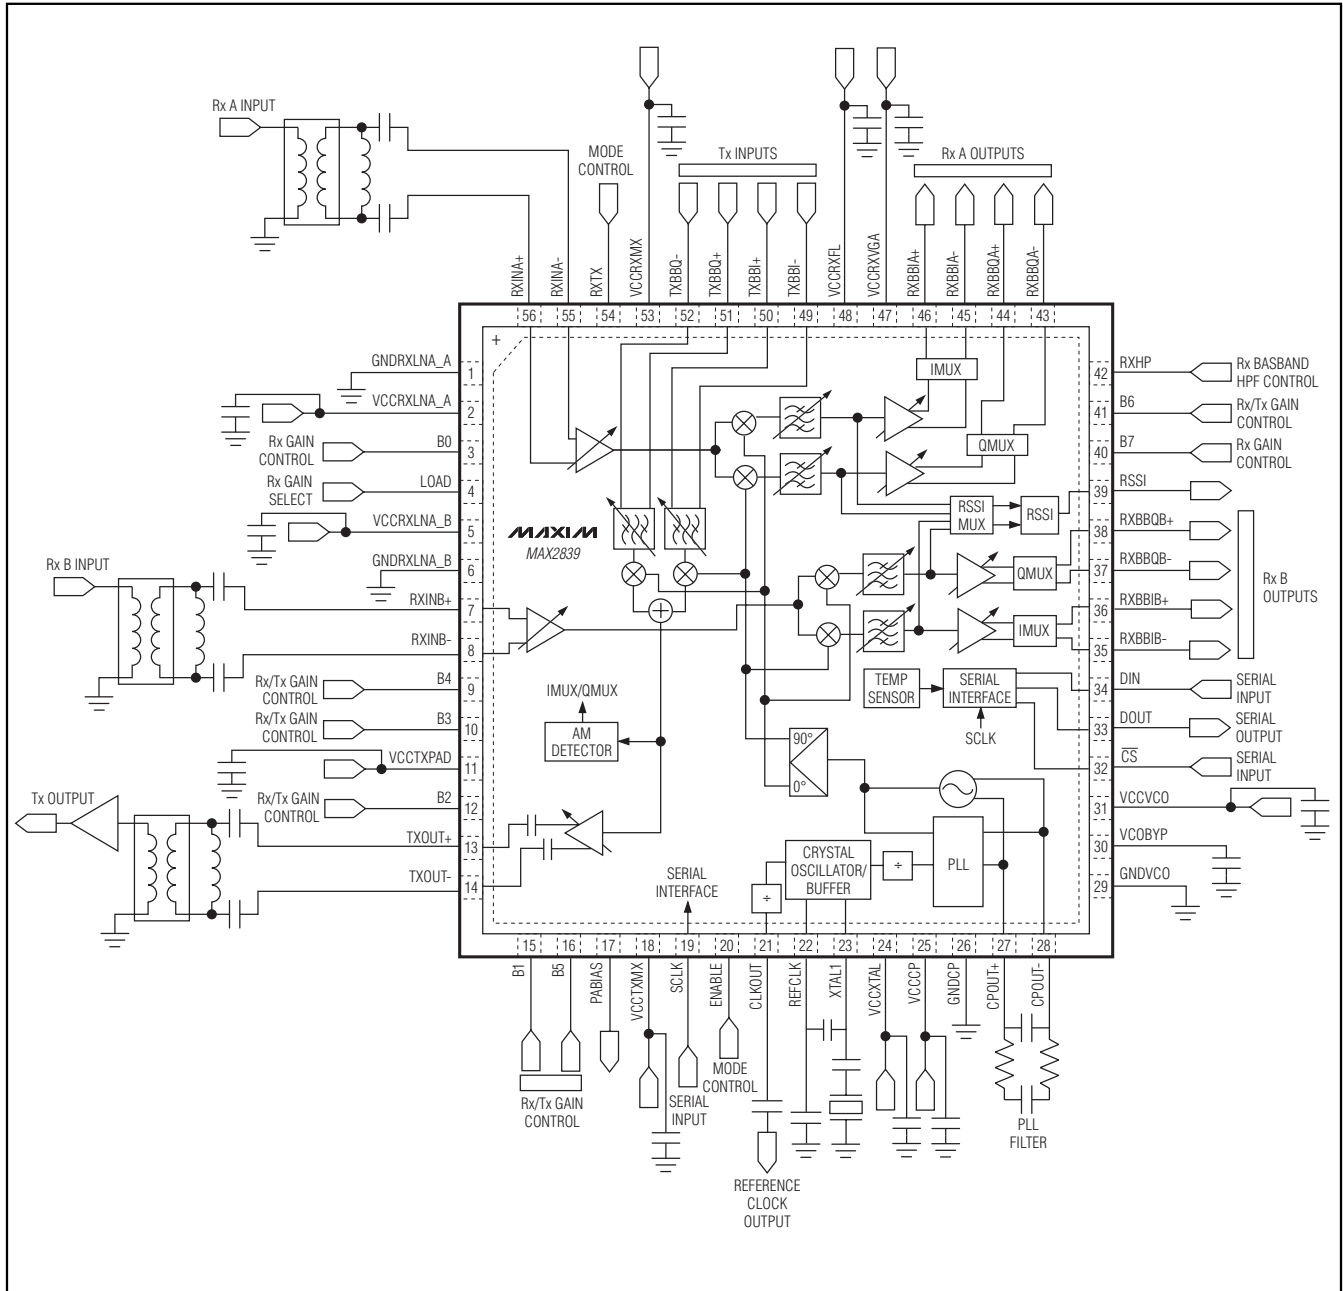 Rx A INPUT
MODE
CONTROL
Tx INPUTS
Rx A OUTPUTS
RXINA+
RXINA-
RXTX
VCCRXMX
TXBBQ-
TXBBQ+
TXBBI+
TXBBI-
VCCRXFL
VCCRXVGA
RXBBIA+
RXBBIA-
RXBBQA+
RXBBQA-
56
55
54
53
52
51
50
49
48
47
46
45
44
43
+
GNDRXLNA_A
1
VCCRXLNA_A
2
Rx GAIN
CONTROL
B0
3
Rx GAIN
SELECT
LOAD
4
VCCRXLNA_B
5
GNDRXLNA_B
6
Rx B INPUT
RXINB+
7
RXINB-
8
Rx/Tx GAIN
CONTROL
B4
9
Rx/Tx GAIN
CONTROL
B3
10
VCCTXPAD
11
Rx/Tx GAIN
CONTROL
B2
12
Tx OUTPUT
TXOUT+
13
TXOUT-
14
MAXIM
MAX2839
IMUX
QMUX
RSSI
MUX
RSSI
QMUX
IMUX
TEMP
SENSOR
SERIAL
INTERFACE
SCLK
IMUX/QMUX
AM
DETECTOR
90°
0°
CRYSTAL
OSCILLATOR/
BUFFER
÷
÷
PLL
SERIAL
INTERFACE
42
RXHP
Rx BASBAND
HPF CONTROL
41
B6
Rx/Tx GAIN
CONTROL
40
B7
Rx GAIN
CONTROL
39
RSSI
38
RXBBQB+
37
RXBBQB-
36
RXBBIB+
35
RXBBIB-
Rx B
OUTPUTS
34
DIN
SERIAL
INPUT
33
DOUT
SERIAL
OUTPUT
32
CS
SERIAL
INPUT
31
VCCVCO
30
VCOBYP
29
GNDVCO
15
16
17
18
19
20
21
22
23
24
25
26
27
28
B1
B5
PABIAS
VCCTXMX
SCLK
ENABLE
CLKOUT
REFCLK
XTAL1
VCCXTAL
VCCCP
GNDCP
CPOUT+
CPOUT-
Rx/Tx GAIN
CONTROL
SERIAL
INPUT
MODE
CONTROL
REFERENCE
CLOCK
OUTPUT
PLL
FILTER